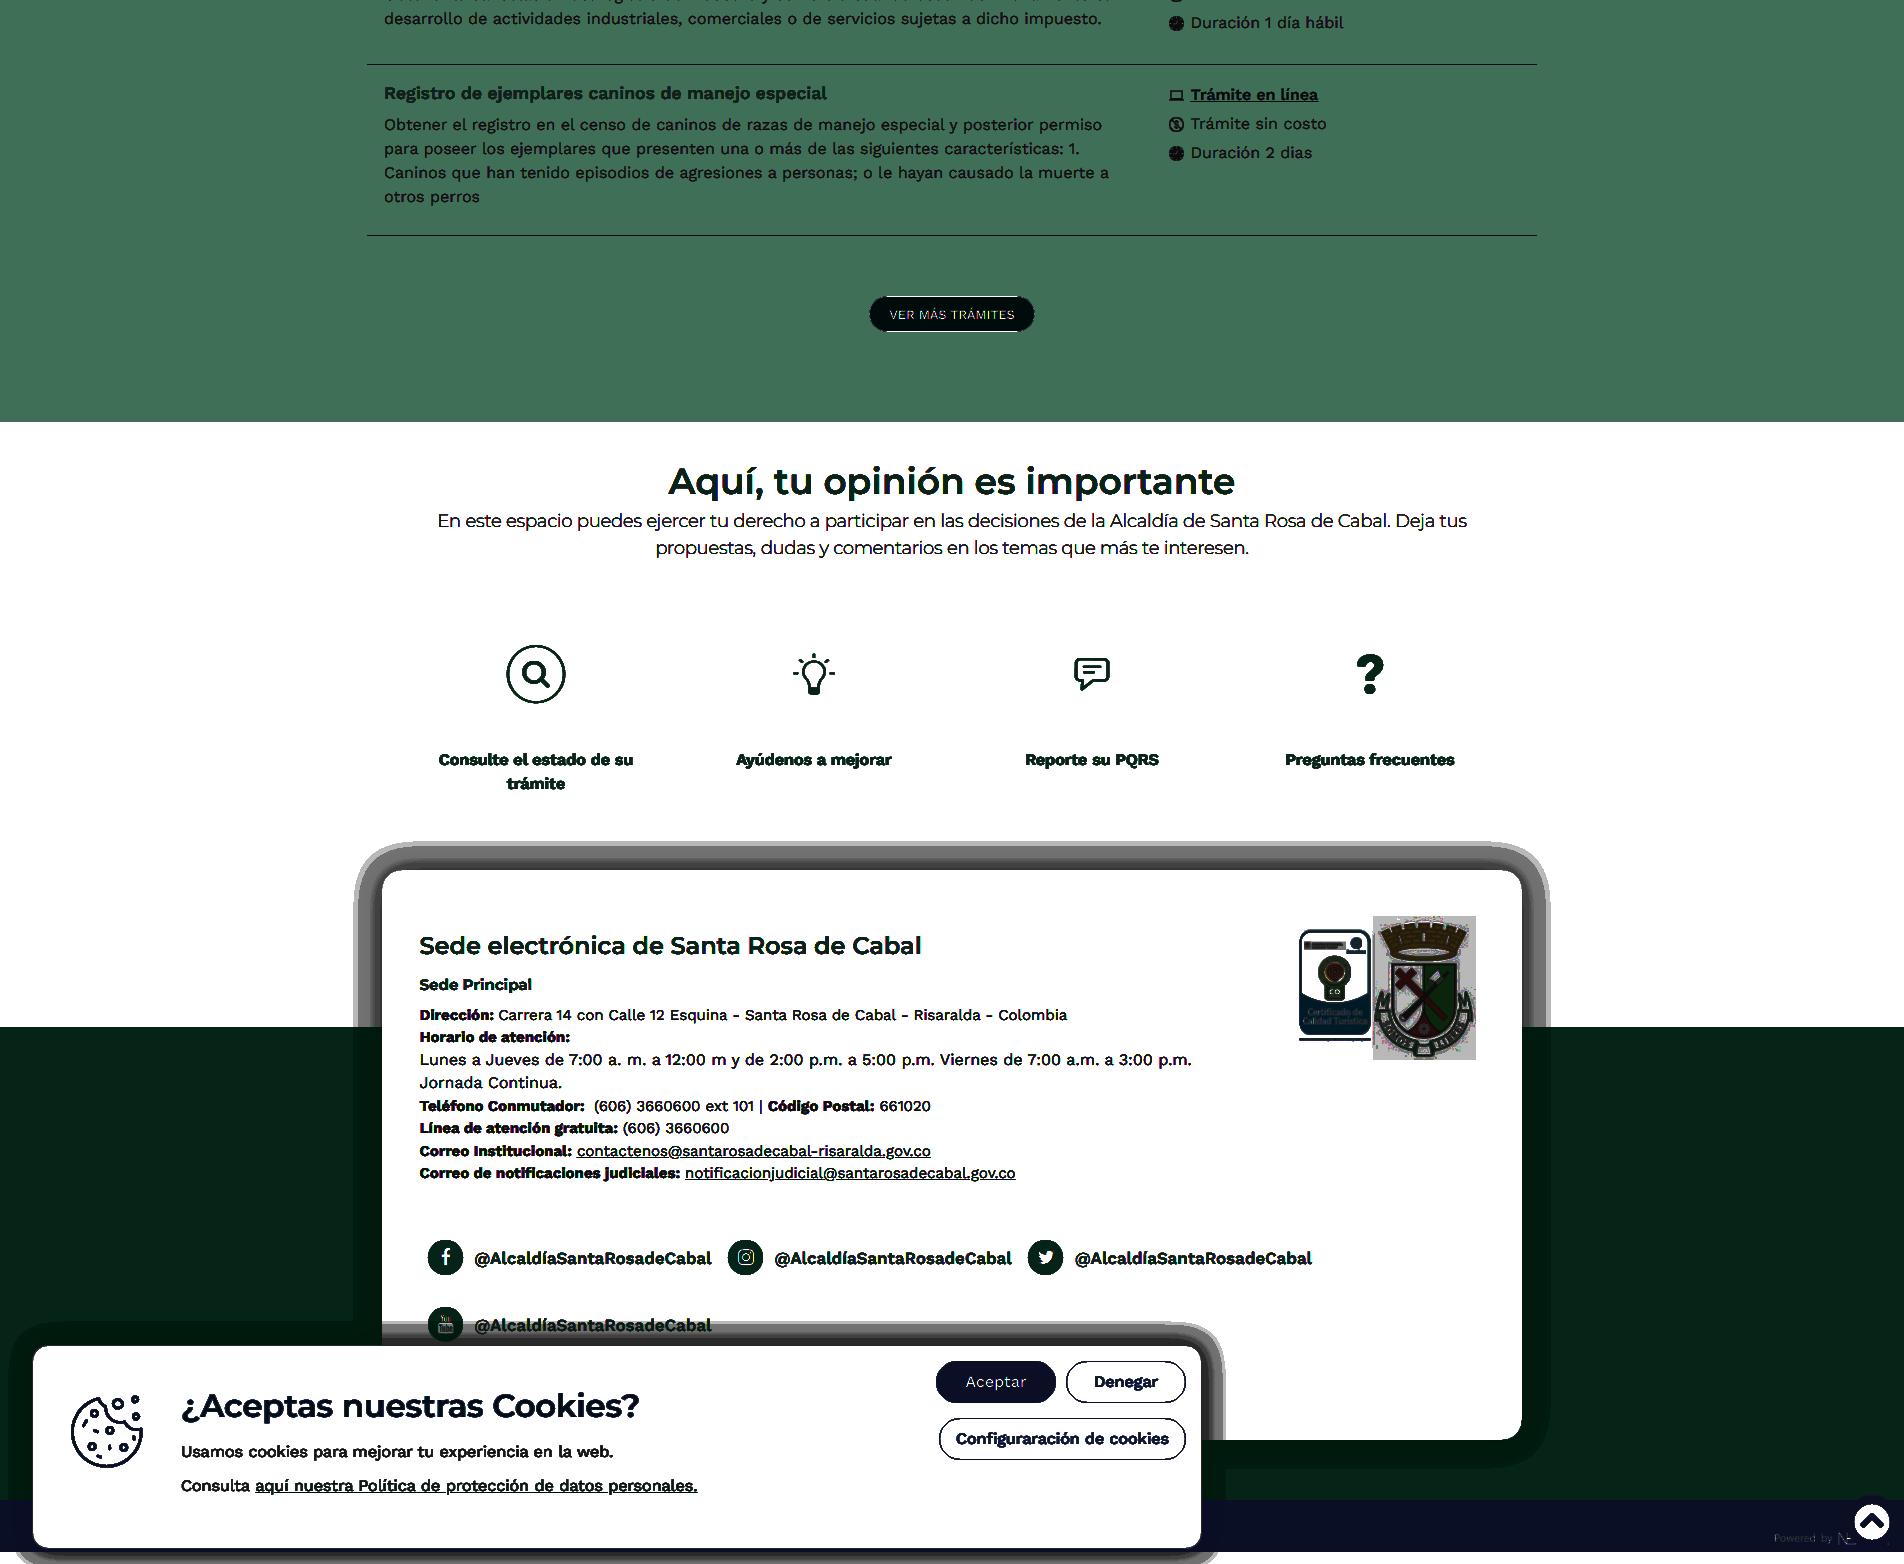 desarrollo de actividades industriales, comerciales o de servicios sujetas a dicho impuesto.
Duración 1 día hábil
Registro de ejemplares caninos de manejo especial
Obtener el registro en el censo de caninos de razas de manejo especial y posterior permiso
para poseer los ejemplares que presenten una o más de las siguientes características: 1.
Caninos que han tenido episodios de agresiones a personas; o le hayan causado la muerte a
otros perros
Trámite en línea
Trámite sin costo
Duración 2 dias
VER MÁS TRÁMITES
Aquí, tu opinión es importante
En este espacio puedes ejercer tu derecho a participar en las decisiones de la Alcaldía de Santa Rosa de Cabal. Deja tus
propuestas, dudas y comentarios en los temas que más te interesen.
Consulte el estado de su
trámite
Ayúdenos a mejorar
Reporte su PQRS
Preguntas frecuentes
Sede electrónica de Santa Rosa de Cabal
CO
Certificado de
Calidad Turística
Sede Principal
Dirección: Carrera 14 con Calle 12 Esquina - Santa Rosa de Cabal - Risaralda - Colombia
Horario de atención:
Lunes a Jueves de 7:00 a. m. a 12:00 m y de 2:00 p.m. a 5:00 p.m. Viernes de 7:00 a.m. a 3:00 p.m.
Jornada Continua.
Teléfono Conmutador: (606) 3660600 ext 101 | Código Postal: 661020
Línea de atención gratuita: (606) 3660600
Correo Institucional: contactenos@santarosadecabal-risaralda.gov.co
Correo de notificaciones judiciales: notificacionjudicial@santarosadecabal.gov.co
@AlcaldíaSantaRosadeCabal
@AlcaldíaSantaRosadeCabal
@AlcaldíaSantaRosadeCabal
@AlcaldíaSantaRosadeCabal
¿Aceptas nuestras Cookies?
Usamos cookies para mejorar tu experiencia en la web.
Consulta aquí nuestra Política de protección de datos personales.
Aceptar
Denegar
Configuraración de cookies
Powered by